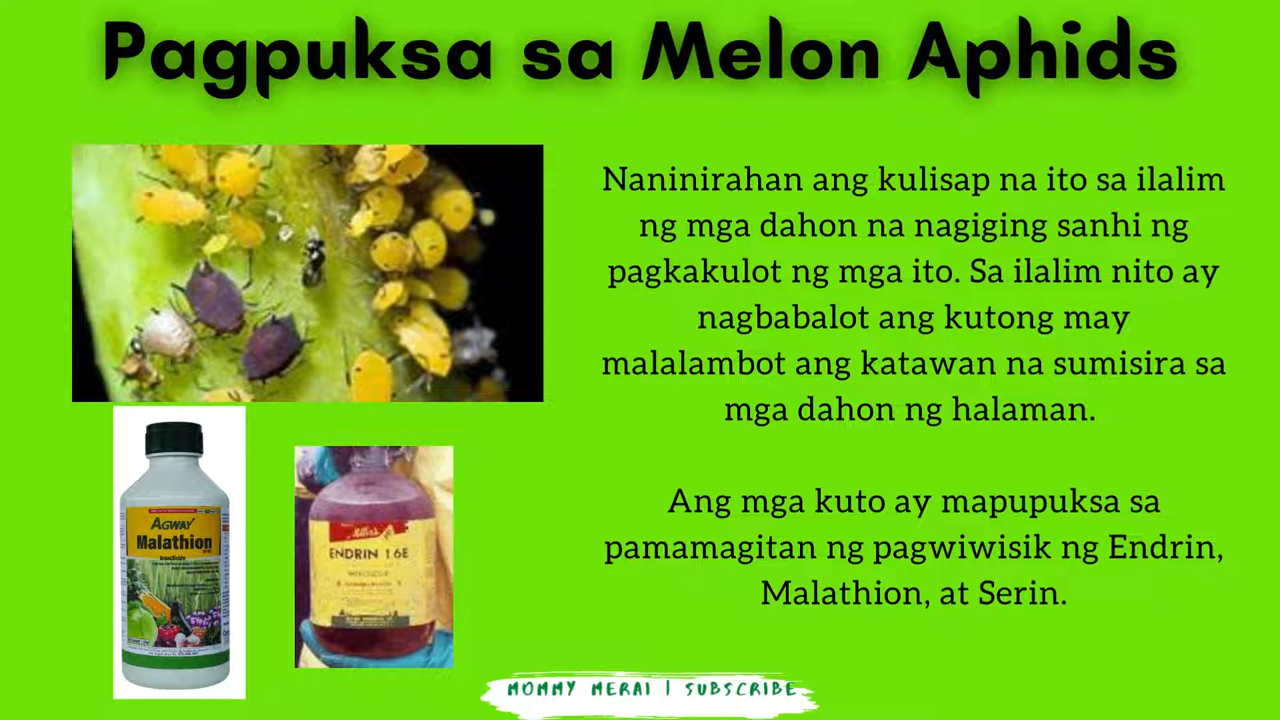 Pagpuksa sa Melon Aphids
Naninirahan ang kulisap na ito sa ilalim
ng mga dahon na nagiging sanhi ng
pagkakulot ng mga ito. Sa ilalim nito ay
nagbabalot ang kutong may
malalambot ang katawan na sumisira sa
mga dahon ng halaman.
Ang mga kuto ay mapupuksa sa
pamamagitan ng pagwiwisik ng Endrin,
Malathion, at Serin.
AGWAY
Malathion
Insecticide
ENDRIN 1.6E
MOMMY MERAI | SUBSCRIBE